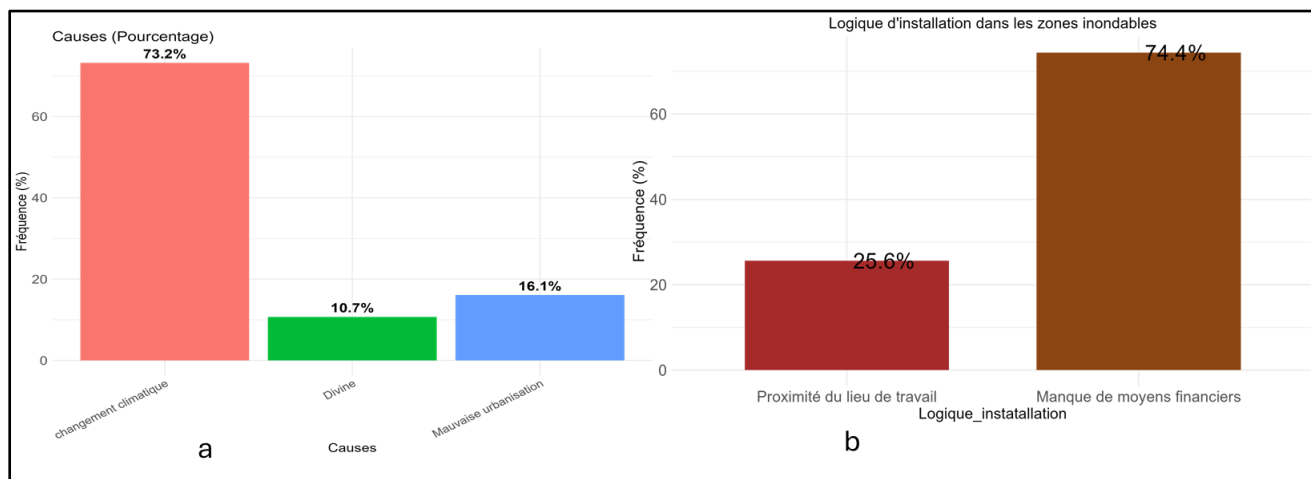 Causes (Pourcentage)
73.2%
60
40
20
0
10.7%
16.1%
Fréquence (%)
changement climatique
Divine
Mauvaise urbanisation
Causes
a
Logique d'installation dans les zones inondables
74.4%
60
40
20
0
25.6%
Fréquence (%)
Proximité du lieu de travail
Manque de moyens financiers
Logique_instatallation
b